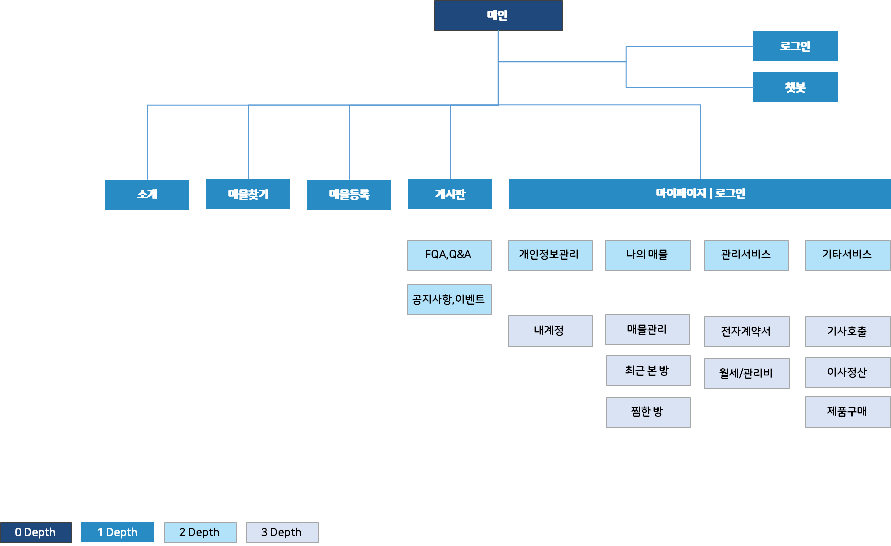 메인
로그인
챗봇
소개
매물찾기
매물등록
게시판
마이페이지 | 로그인
FQA,Q&A
개인정보관리
나의 매물
관리서비스
기타서비스
공지사항,이벤트
내계정
매물관리
전자계약서
기사호출
최근 본 방
월세/관리비
이사정산
찜한 방
제품구매
0 Depth
1 Depth
2 Depth
3 Depth